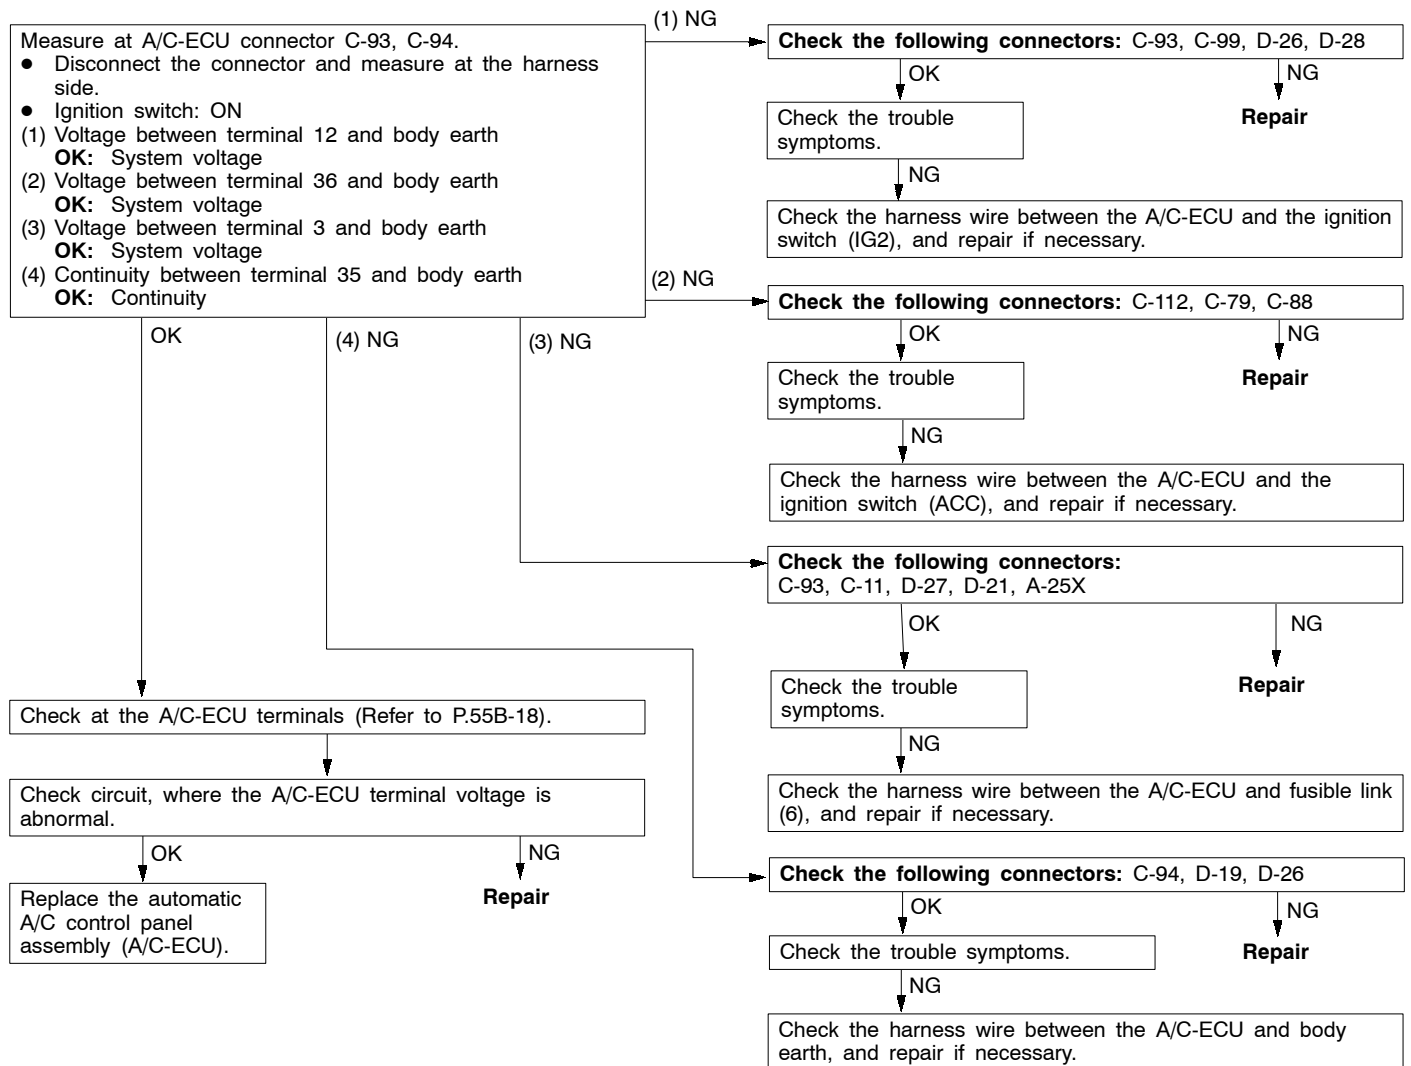 Measure at A/C-ECU connector C-93, C-94.
● Disconnect the connector and measure at the harness
side.
● Ignition switch: ON
(1) Voltage between terminal 12 and body earth
OK: System voltage
(2) Voltage between terminal 36 and body earth
OK: System voltage
(3) Voltage between terminal 3 and body earth
OK: System voltage
(4) Continuity between terminal 35 and body earth
OK: Continuity
(1) NG
Check the following connectors: C-93, C-99, D-26, D-28
OK
NG
Check the trouble
symptoms.
Repair
NG
Check the harness wire between the A/C-ECU and the ignition
switch (IG2), and repair if necessary.
(2) NG
Check the following connectors: C-112, C-79, C-88
OK
NG
Check the trouble
symptoms.
Repair
NG
Check the harness wire between the A/C-ECU and the
ignition switch (ACC), and repair if necessary.
(3) NG
Check the following connectors:
C-93, C-11, D-27, D-21, A-25X
OK
NG
Check the trouble
symptoms.
Repair
NG
Check the harness wire between the A/C-ECU and fusible link
(6), and repair if necessary.
(4) NG
Check the following connectors: C-94, D-19, D-26
OK
NG
Check the trouble symptoms.
Repair
NG
Check the harness wire between the A/C-ECU and body
earth, and repair if necessary.
OK
Check at the A/C-ECU terminals (Refer to P.55B-18).
Check circuit, where the A/C-ECU terminal voltage is
abnormal.
OK
NG
Replace the automatic
A/C control panel
assembly (A/C-ECU).
Repair